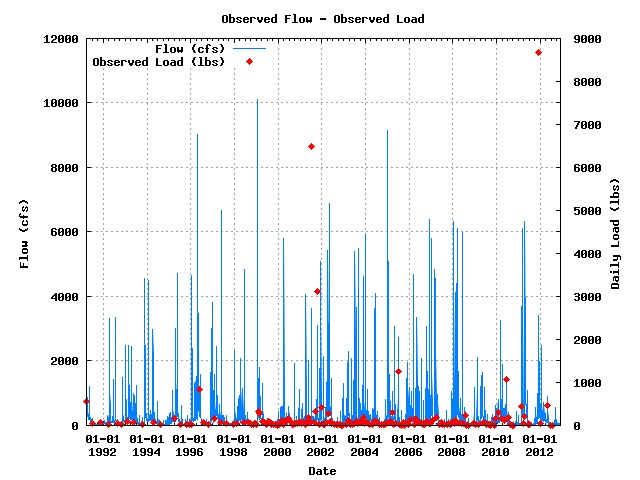 Observed Flow - Observed Load
Flow (cfs)
Observed Load (lbs)
12000
10000
8000
6000
4000
2000
0
Flow (cfs)
9000
8000
7000
6000
5000
4000
3000
2000
1000
0
Daily Load (lbs)
01-01 01-01 01-01 01-01 01-01 01-01 01-01 01-01 01-01 01-01 01-01
1992 1994 1996 1998 2000 2002 2004 2006 2008 2010 2012
Date